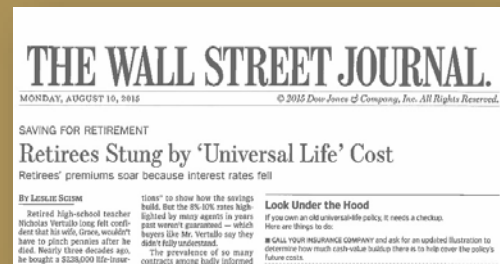 THE WALL STREET JOURNAL.
MONDAY, AUGUST 10, 2015
© 2015 Dow Jones & Company, Inc. All Rights Reserved.
SAVING FOR RETIREMENT
Retirees Stung by ‘Universal Life’ Cost
Retirees’ premiums soar because interest rates fell
BY LESLIE SCISM
Retired high-school teacher
Nicholas Vertullo long felt confi-
dent that his wife, Grace, wouldn’t
have to pinch pennies after he
died. Nearly three decades ago,
he bought a $228,000 life-insur-
tions” to show how the savings
build. But the 8%-10% rates high-
lighted by many agents in years
past weren’t guaranteed — which
buyers like Mr. Vertullo say they
didn’t fully understand.
The prevalence of so many
contracts among badly informed
Look Under the Hood
If you own an old universal-life policy, it needs a checkup.
Here are things to do:
■ CALL YOUR INSURANCE COMPANY and ask for an updated illustration to
determine how much cash-value buildup there is to help cover the policy’s
future costs.